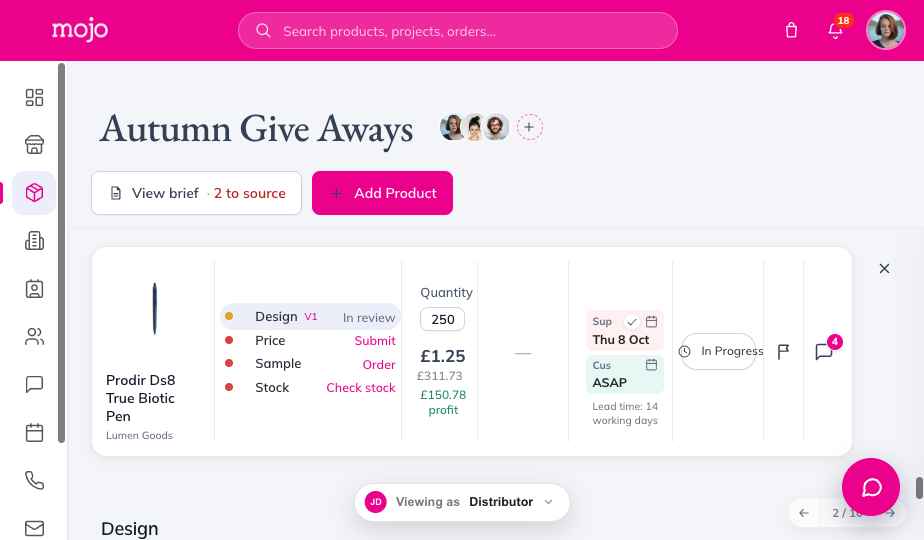 mojo
Search products, projects, orders...
18
Autumn Give Aways
View brief · 2 to source
Add Product
Prodir Ds8
True Biotic
Pen
Lumen Goods
Design V1 In review
Price Submit
Sample Order
Stock Check stock
Quantity
250
£1.25
£311.73
£150.78
profit
—
Sup
Thu 8 Oct
Cus
ASAP
Lead time: 14
working days
In Progress
4
JD Viewing as Distributor
2 /
Design